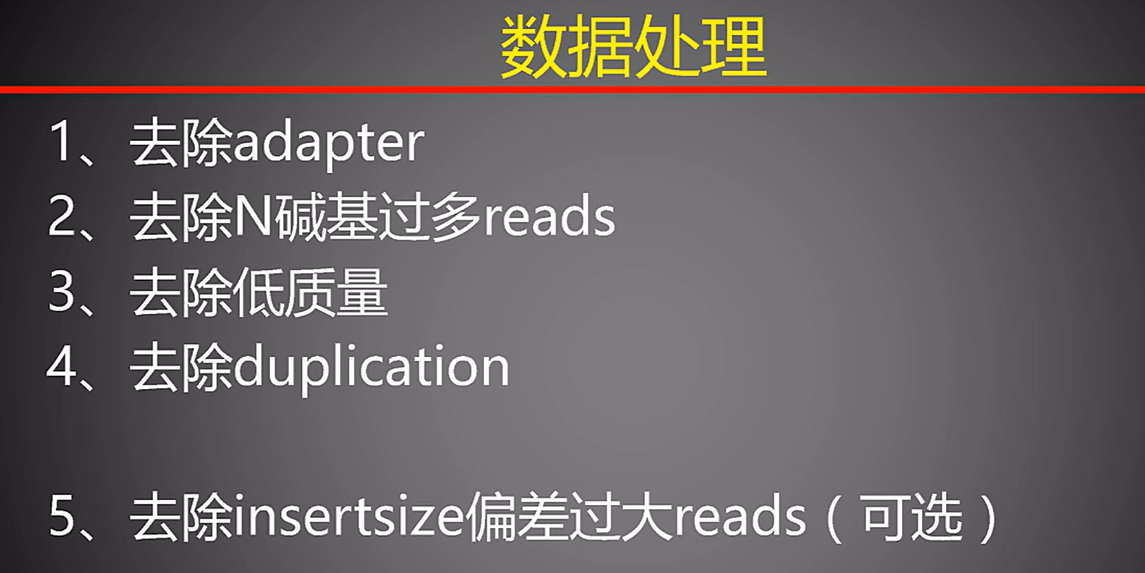 数据处理
1、去除adapter
2、去除N碱基过多reads
3、去除低质量
4、去除duplication
5、去除insertsize偏差过大reads（可选）